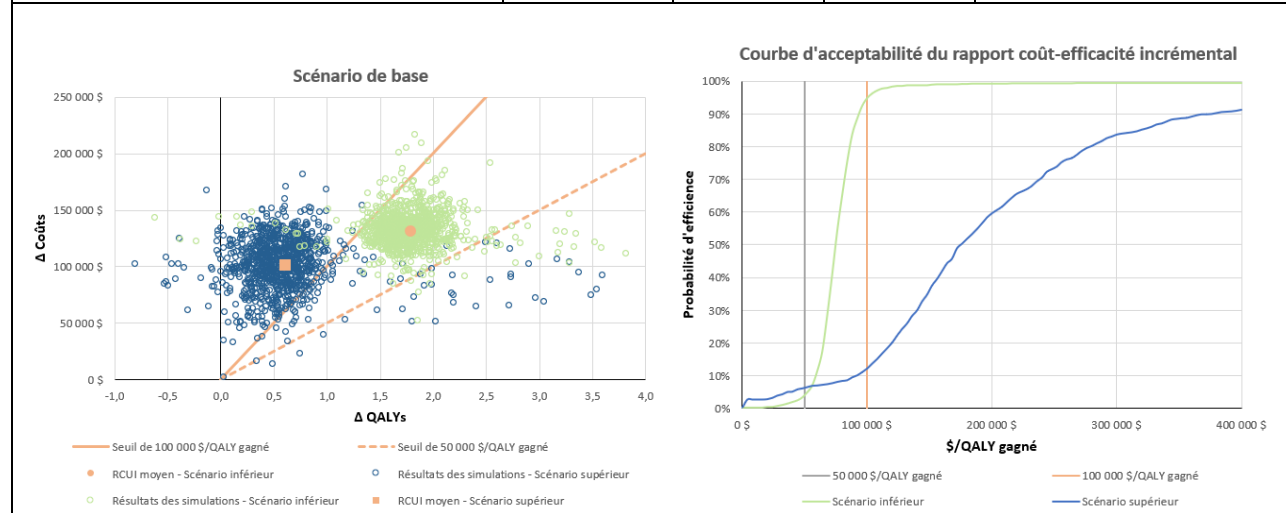 Scénario de base
250 000 $
200 000 $
150 000 $
100 000 $
50 000 $
0 $
Δ Coûts
-1,0 -0,5 0,0 0,5 1,0 1,5 2,0 2,5 3,0 3,5 4,0
Δ QALYs
Seuil de 100 000 $/QALY gagné
Seuil de 50 000 $/QALY gagné
RCUI moyen - Scénario inférieur
Résultats des simulations - Scénario supérieur
Résultats des simulations - Scénario inférieur
RCUI moyen - Scénario supérieur
Courbe d'acceptabilité du rapport coût-efficacité incrémental
100%
90%
80%
70%
60%
50%
40%
30%
20%
10%
0%
Probabilité d'efficience
0 $ 100 000 $ 200 000 $ 300 000 $ 400 000 $
$/QALY gagné
50 000 $/QALY gagné
100 000 $/QALY gagné
Scénario inférieur
Scénario supérieur